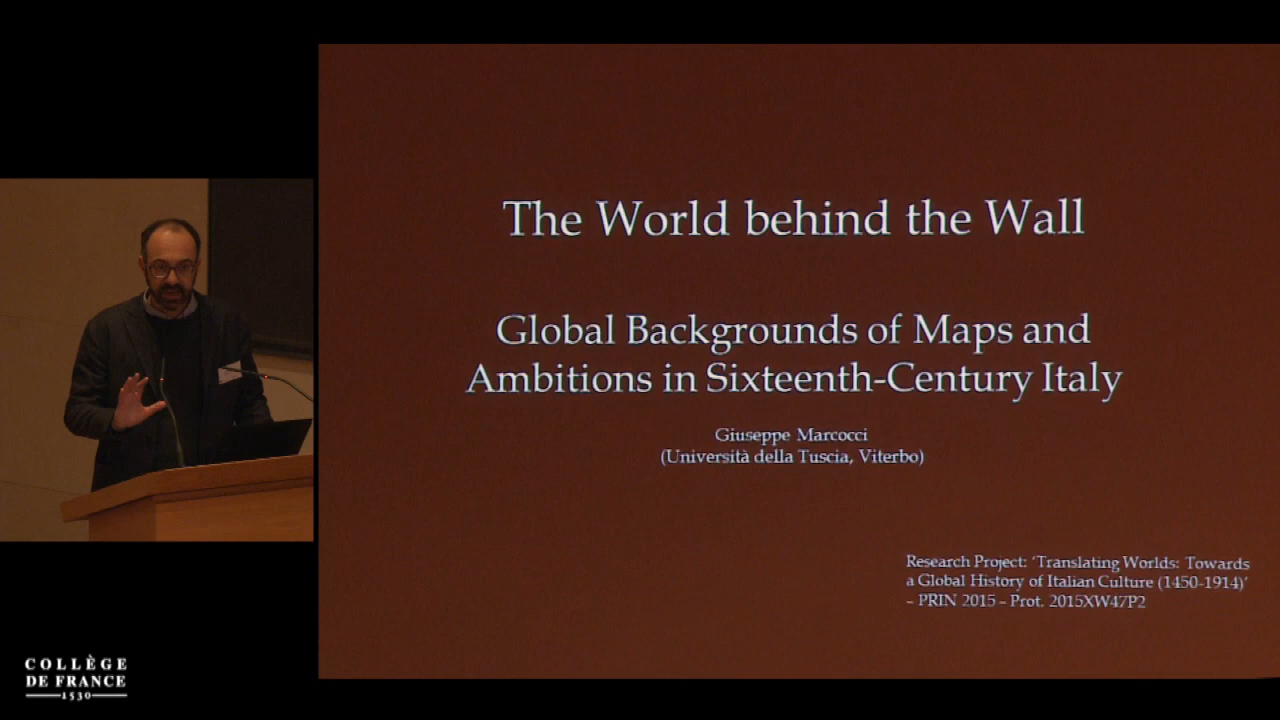 The World behind the Wall
Global Backgrounds of Maps and
Ambitions in Sixteenth-Century Italy
Giuseppe Marcocci
(Università della Tuscia, Viterbo)
Research Project: ‘Translating Worlds: Towards
a Global History of Italian Culture (1450-1914)’
– PRIN 2015 – Prot. 2015XW47P2
COLLÈGE
DE FRANCE
1530